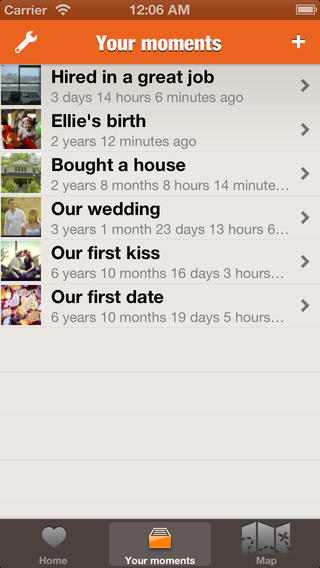 Carrier 12:06 AM
Your moments +
Hired in a great job
3 days 14 hours 6 minutes ago
Ellie's birth
2 years 12 minutes ago
Bought a house
2 years 8 months 8 hours 14 minute...
Our wedding
3 years 1 month 23 days 13 hours 6...
Our first kiss
6 years 10 months 16 days 3 hours...
Our first date
6 years 10 months 19 days 5 hours...
Home Your moments Map